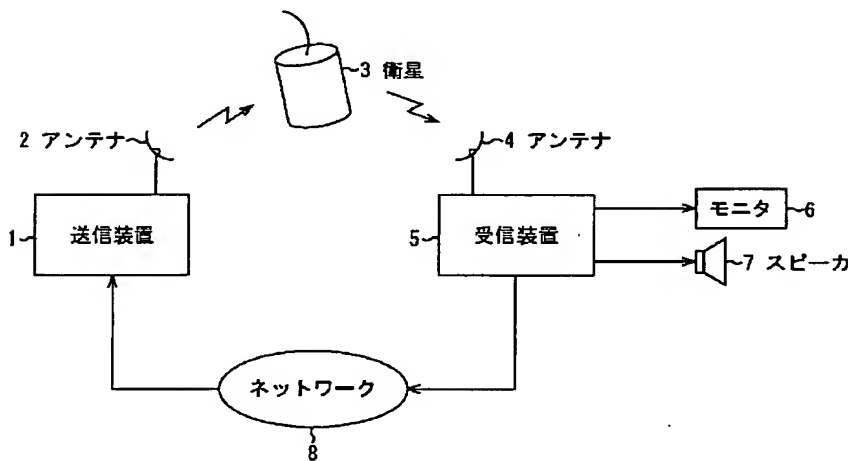 3 衛星
2 アンテナ
4 アンテナ
1
送信装置
5
受信装置
モニタ
6
7 スピーカ
ネットワーク
8